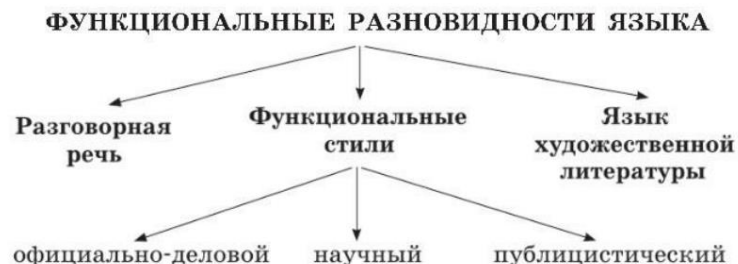 ФУНКЦИОНАЛЬНЫЕ РАЗНОВИДНОСТИ ЯЗЫКА
Разговорная
речь
Функциональные
стили
Язык
художественной
литературы
официально-деловой научный публицистический